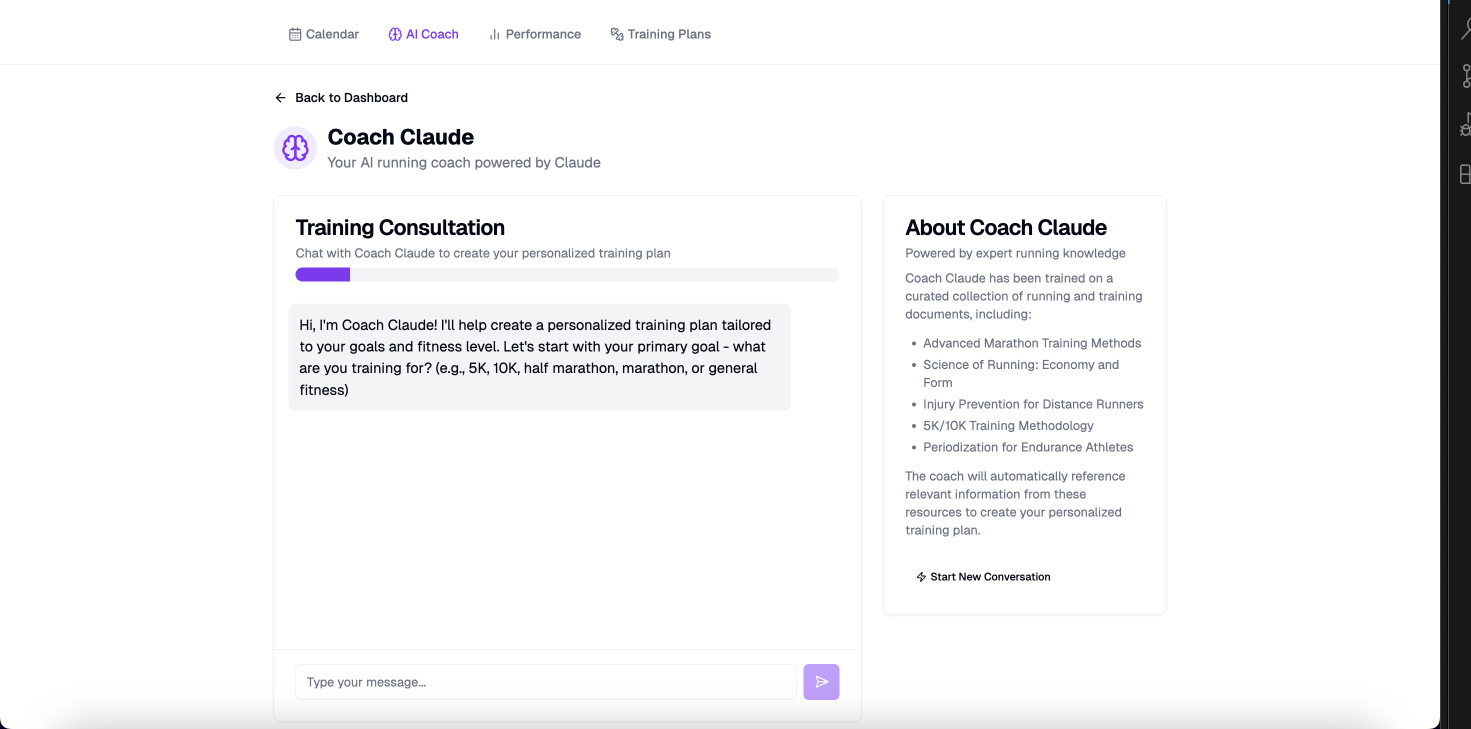 Calendar
AI Coach
Performance
Training Plans
Back to Dashboard
Coach Claude
Your AI running coach powered by Claude
Training Consultation
Chat with Coach Claude to create your personalized training plan
Hi, I'm Coach Claude! I'll help create a personalized training plan tailored
to your goals and fitness level. Let's start with your primary goal - what
are you training for? (e.g., 5K, 10K, half marathon, marathon, or general
fitness)
Type your message...
About Coach Claude
Powered by expert running knowledge
Coach Claude has been trained on a
curated collection of running and training
documents, including:
• Advanced Marathon Training Methods
• Science of Running: Economy and
Form
• Injury Prevention for Distance Runners
• 5K/10K Training Methodology
• Periodization for Endurance Athletes
The coach will automatically reference
relevant information from these
resources to create your personalized
training plan.
Start New Conversation